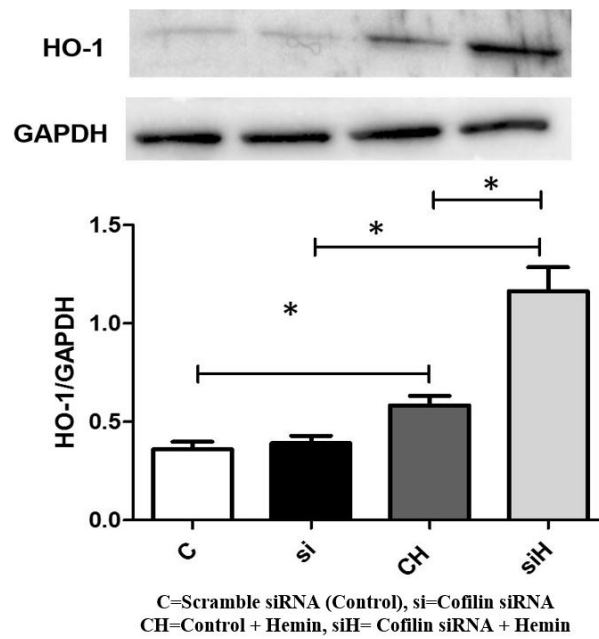 HO-1
GAPDH
*
*
*
1.5
1.0
0.5
0.0
HO-1/GAPDH
C
si
CH
siH
C=Scramble siRNA (Control), si=Cofilin siRNA
CH=Control + Hemin, siH= Cofilin siRNA + Hemin